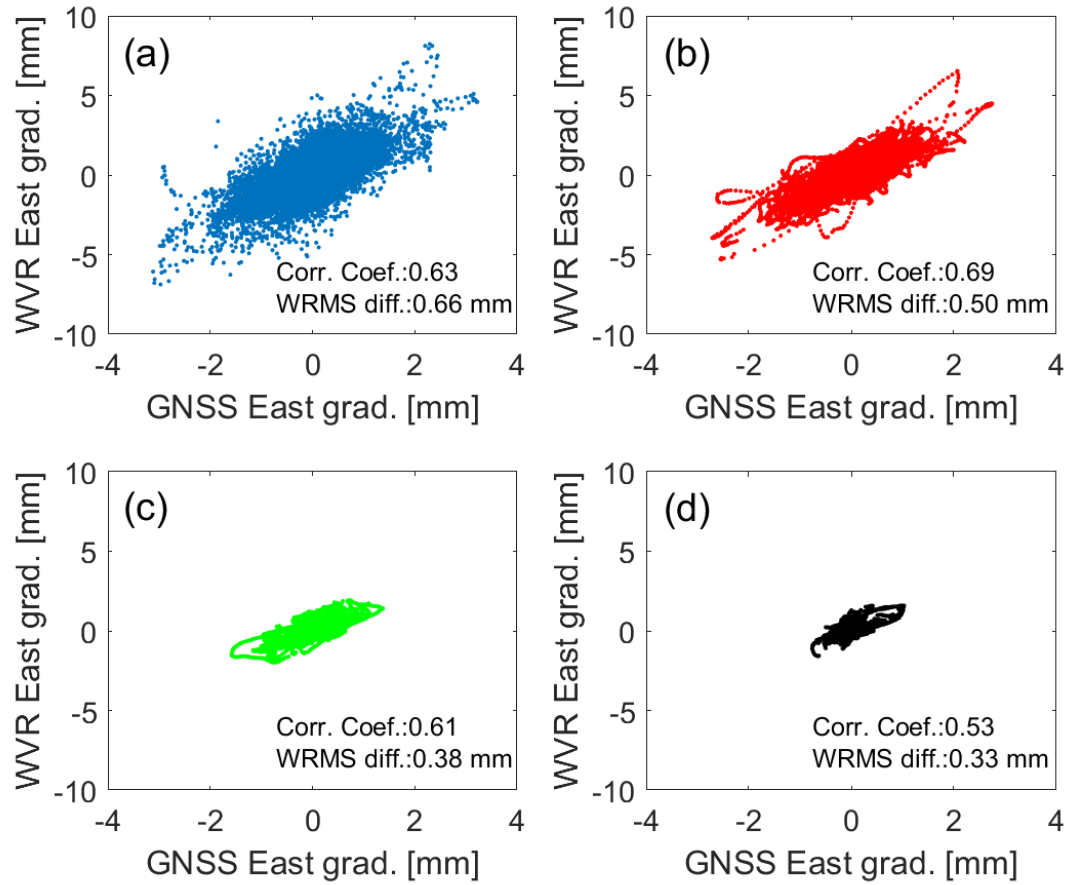 10
5
0
-5
-10
WVR East grad. [mm]
(a)
Corr. Coef.:0.63
WRMS diff.:0.66 mm
-4
-2
0
2
4
GNSS East grad. [mm]
10
5
0
-5
-10
WVR East grad. [mm]
(b)
Corr. Coef.:0.69
WRMS diff.:0.50 mm
-4
-2
0
2
4
GNSS East grad. [mm]
10
5
0
-5
-10
WVR East grad. [mm]
(c)
Corr. Coef.:0.61
WRMS diff.:0.38 mm
-4
-2
0
2
4
GNSS East grad. [mm]
10
5
0
-5
-10
WVR East grad. [mm]
(d)
Corr. Coef.:0.53
WRMS diff.:0.33 mm
-4
-2
0
2
4
GNSS East grad. [mm]